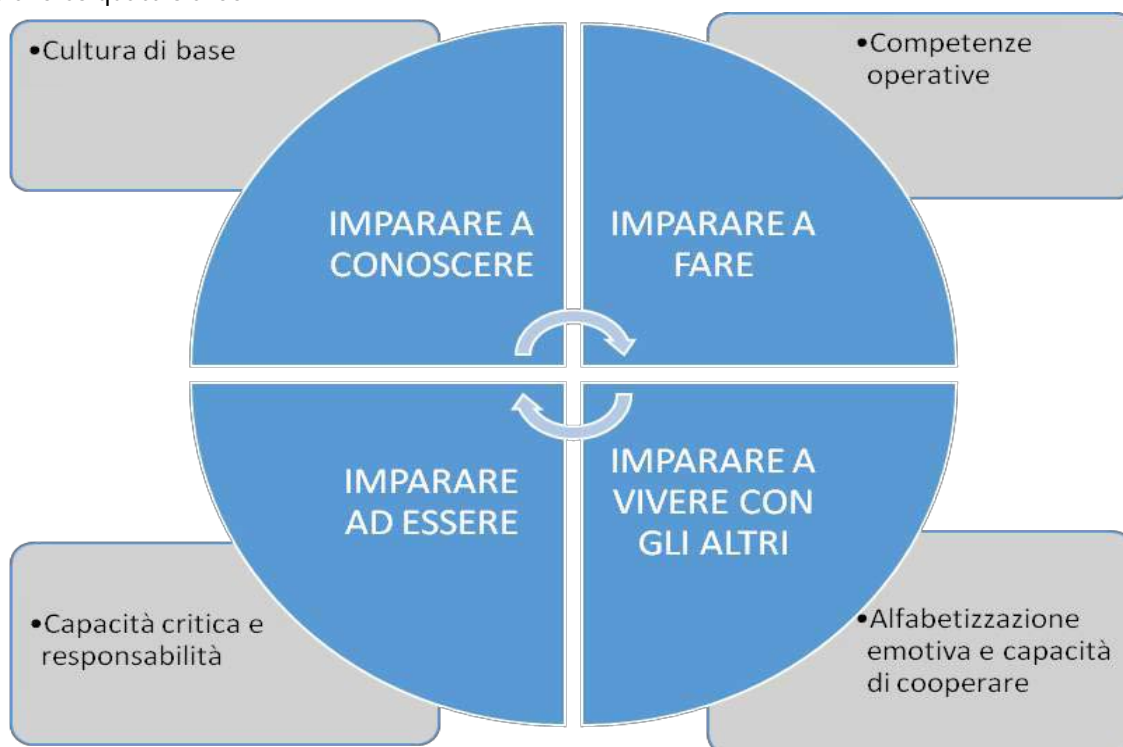 •Cultura di base
•Competenze
operative
IMPARARE A
CONOSCERE
IMPARARE A
FARE
IMPARARE
AD ESSERE
IMPARARE A
VIVERE CON
GLI ALTRI
•Capacità critica e
responsabilità
•Alfabetizzazione
emotiva e capacità
di cooperare